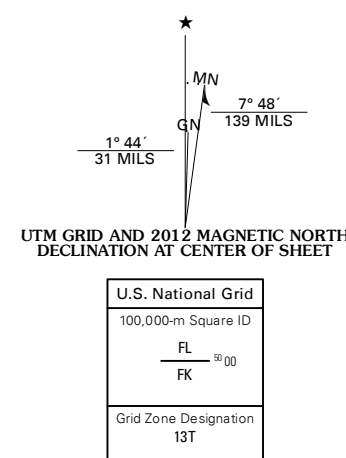 ★
MN
GN
7° 48´
139 MILS
1° 44´
31 MILS
UTM GRID AND 2012 MAGNETIC NORTH
DECLINATION AT CENTER OF SHEET
U.S. National Grid
100,000-m Square ID
FL
50 00
FK
Grid Zone Designation
13T